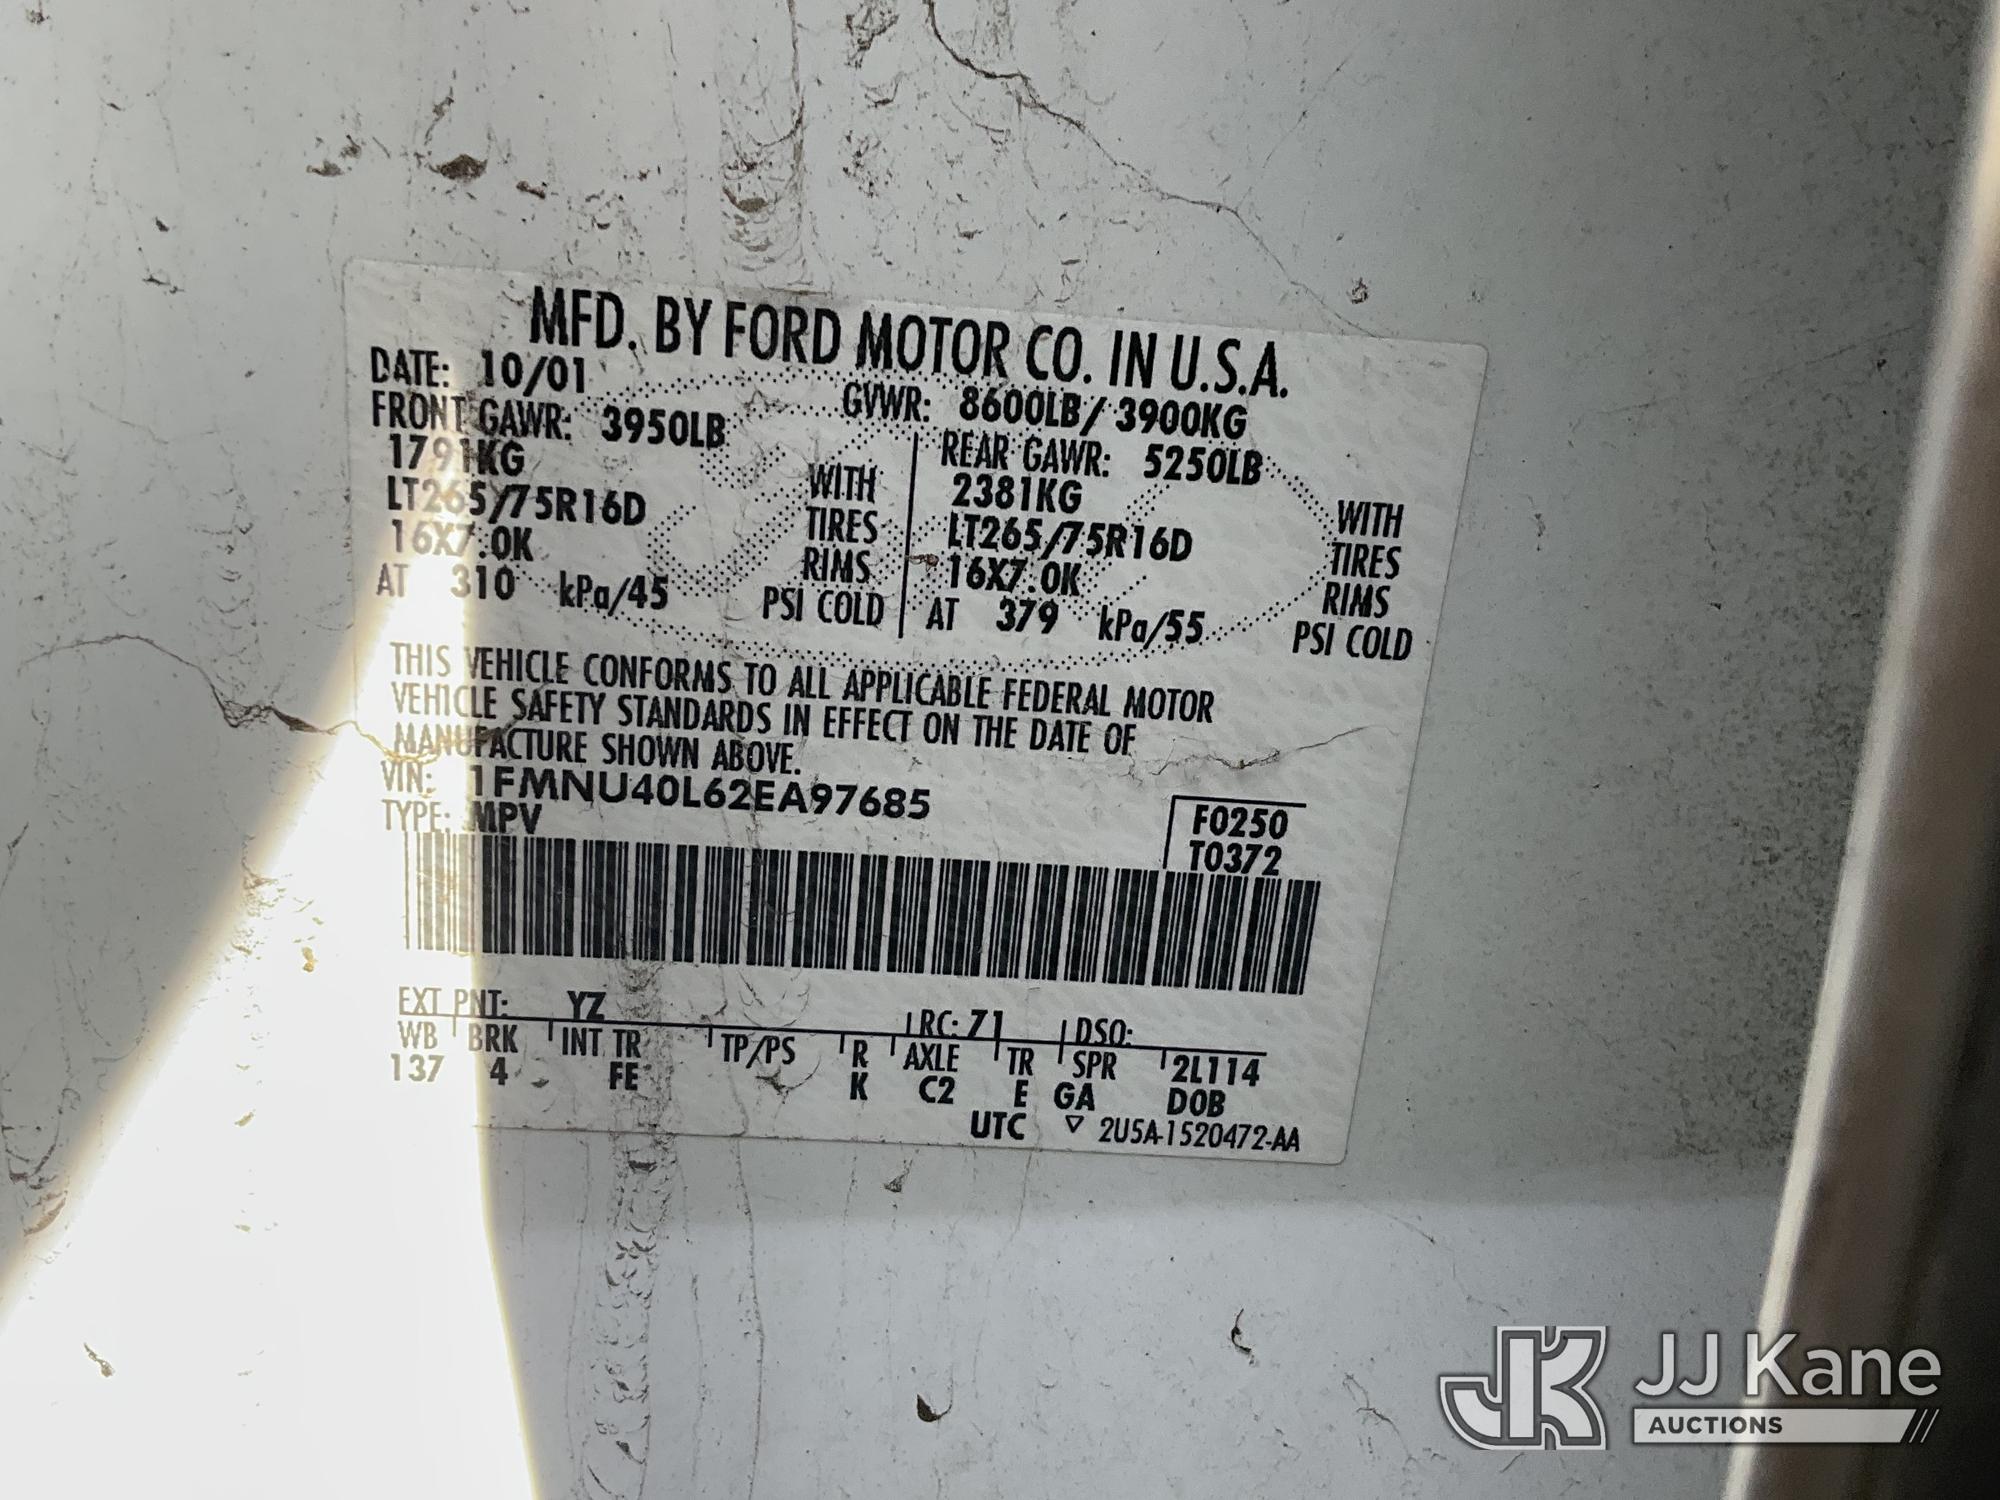 MFD. BY FORD MOTOR CO. IN U.S.A.
DATE: 10/01 GVWR: 8600LB/ 3900KG
FRONT GAWR: 3950LB REAR GAWR: 5250LB
1791KG WITH 2381KG WITH
LT265/75R16D TIRES LT265/75R16D TIRES
16X7.0K RIMS 16X7.0K RIMS
AT 310 kPa/45 PSI COLD AT 379 kPa/55 PSI COLD
THIS VEHICLE CONFORMS TO ALL APPLICABLE FEDERAL MOTOR
VEHICLE SAFETY STANDARDS IN EFFECT ON THE DATE OF
MANUFACTURE SHOWN ABOVE.
VIN: 1FMNU40L62EA97685
TYPE: MPV F0250
T0372
EXT PNT: YZ RC: 71 DSO:
WB BRK INT TR TP/PS R AXLE TR SPR 2L114
137 4 FE K C2 E GA D0B
UTC ▽ 2U5A-1520472-AA
JK JJ Kane
AUCTIONS